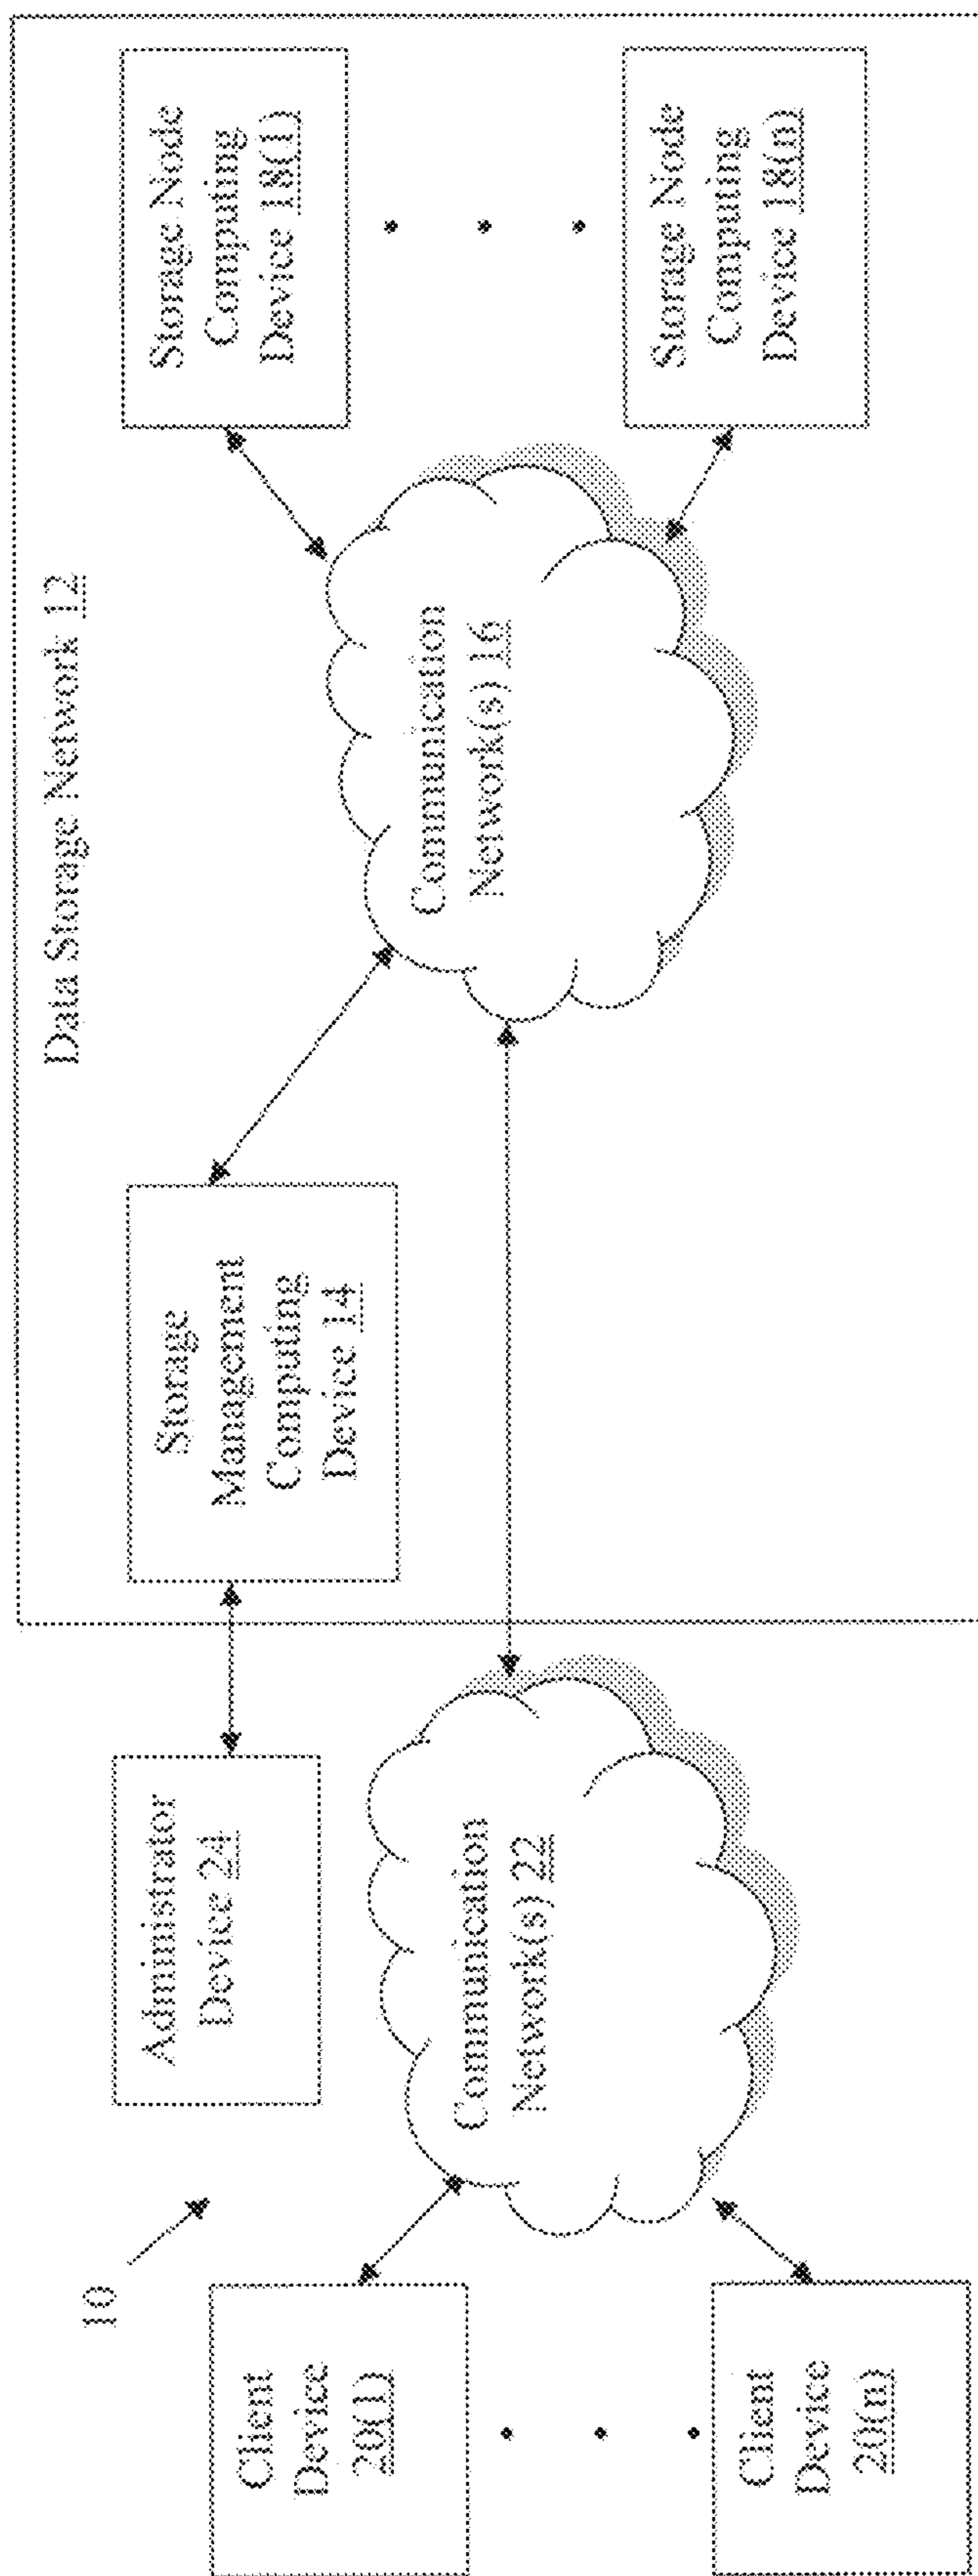 10
Client
Device
20(1)
Client
Device
20(n)
Administrator
Device 24
Communication
Network(s) 22
Data Storage Network 12
Storage
Management
Computing
Device 14
Communication
Network(s) 16
Storage Node
Computing
Device 18(1)
Storage Node
Computing
Device 18(n)